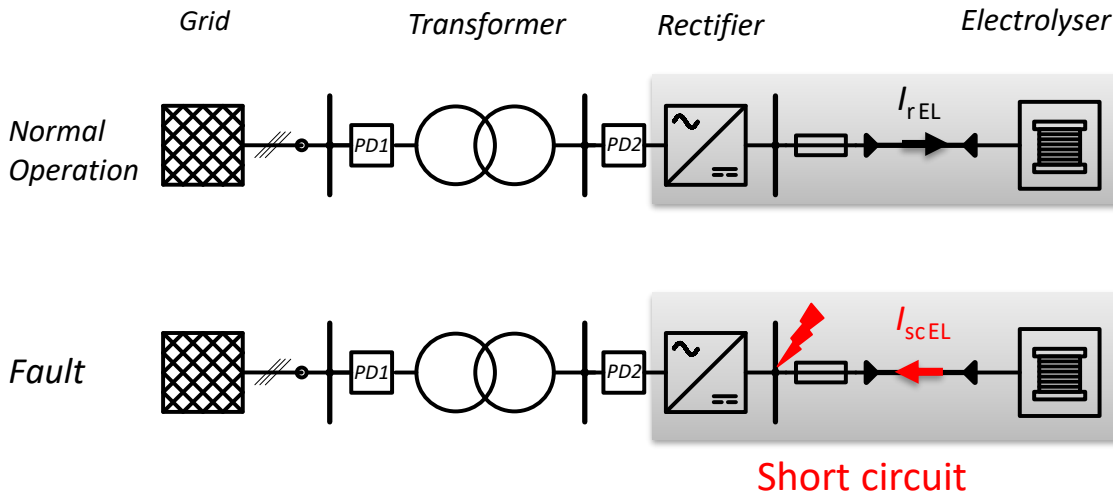 Grid Transformer Rectifier Electrolyser
Normal
Operation
PD1 PD2 I r EL
Fault
PD1 PD2 I sc EL
Short circuit